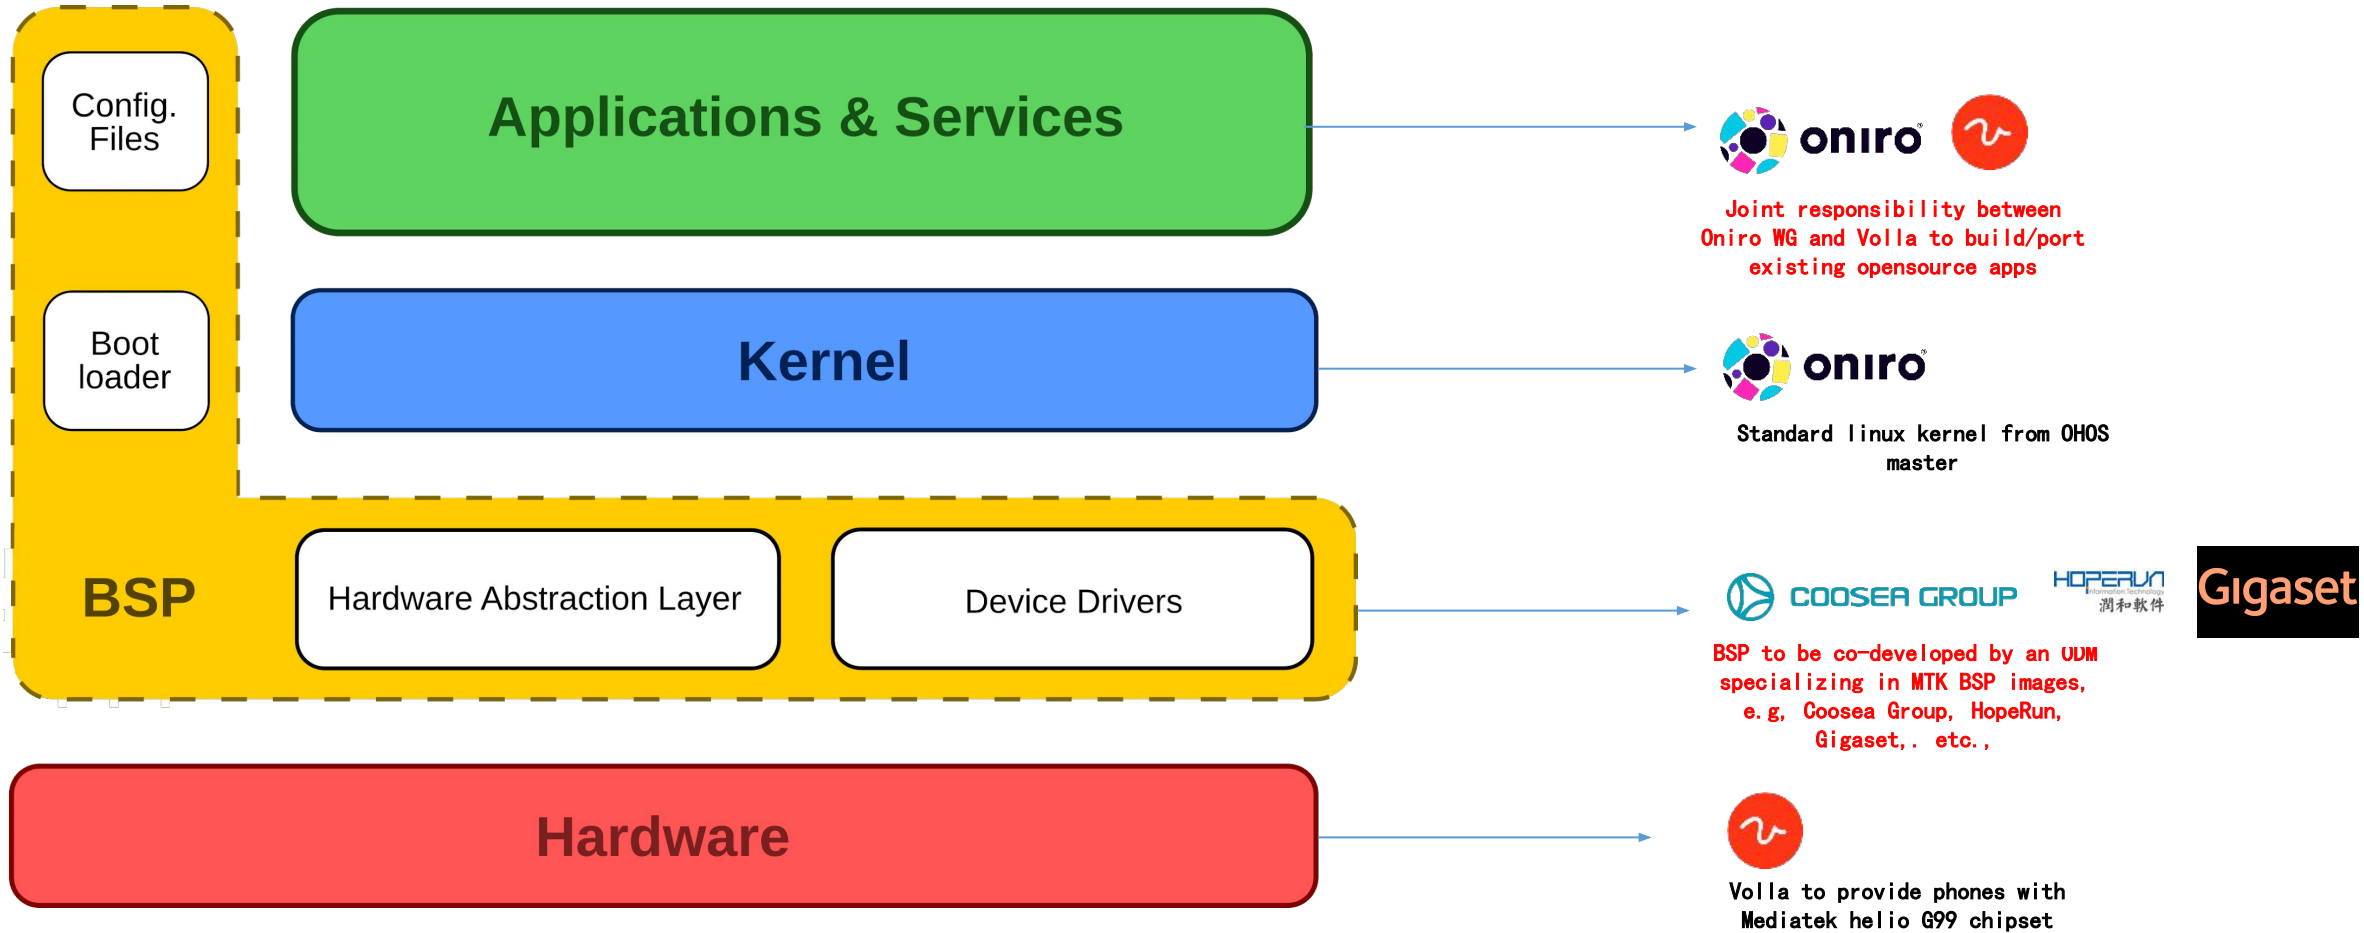 Config.
Files
Applications & Services
oniro®
Joint responsibility between
Oniro WG and Volla to build/port
existing opensource apps
Boot
loader
Kernel
oniro®
Standard linux kernel from OHOS
master
BSP
Hardware Abstraction Layer
Device Drivers
COOSEA GROUP
HOPERUN
Information Technology
潤和軟件
Gigaset
BSP to be co-developed by an ODM
specializing in MTK BSP images,
e.g, Coosea Group, HopeRun,
Gigaset,. etc.,
Hardware
Volla to provide phones with
Mediatek helio G99 chipset